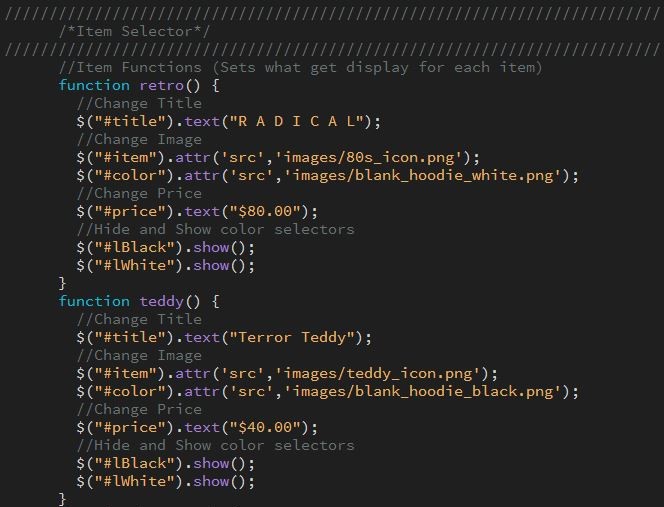 //////////////////////////////////////////////////////////////////////////
/*Item Selector*/
//////////////////////////////////////////////////////////////////////////
//Item Functions (Sets what get display for each item)
function retro() {
//Change Title
$("#title").text("R A D I C A L");
//Change Image
$("#item").attr('src','images/80s_icon.png');
$("#color").attr('src','images/blank_hoodie_white.png');
//Change Price
$("#price").text("$80.00");
//Hide and Show color selectors
$("#lBlack").show();
$("#lWhite").show();
}
function teddy() {
//Change Title
$("#title").text("Terror Teddy");
//Change Image
$("#item").attr('src','images/teddy_icon.png');
$("#color").attr('src','images/blank_hoodie_black.png');
//Change Price
$("#price").text("$40.00");
//Hide and Show color selectors
$("#lBlack").show();
$("#lWhite").show();
}